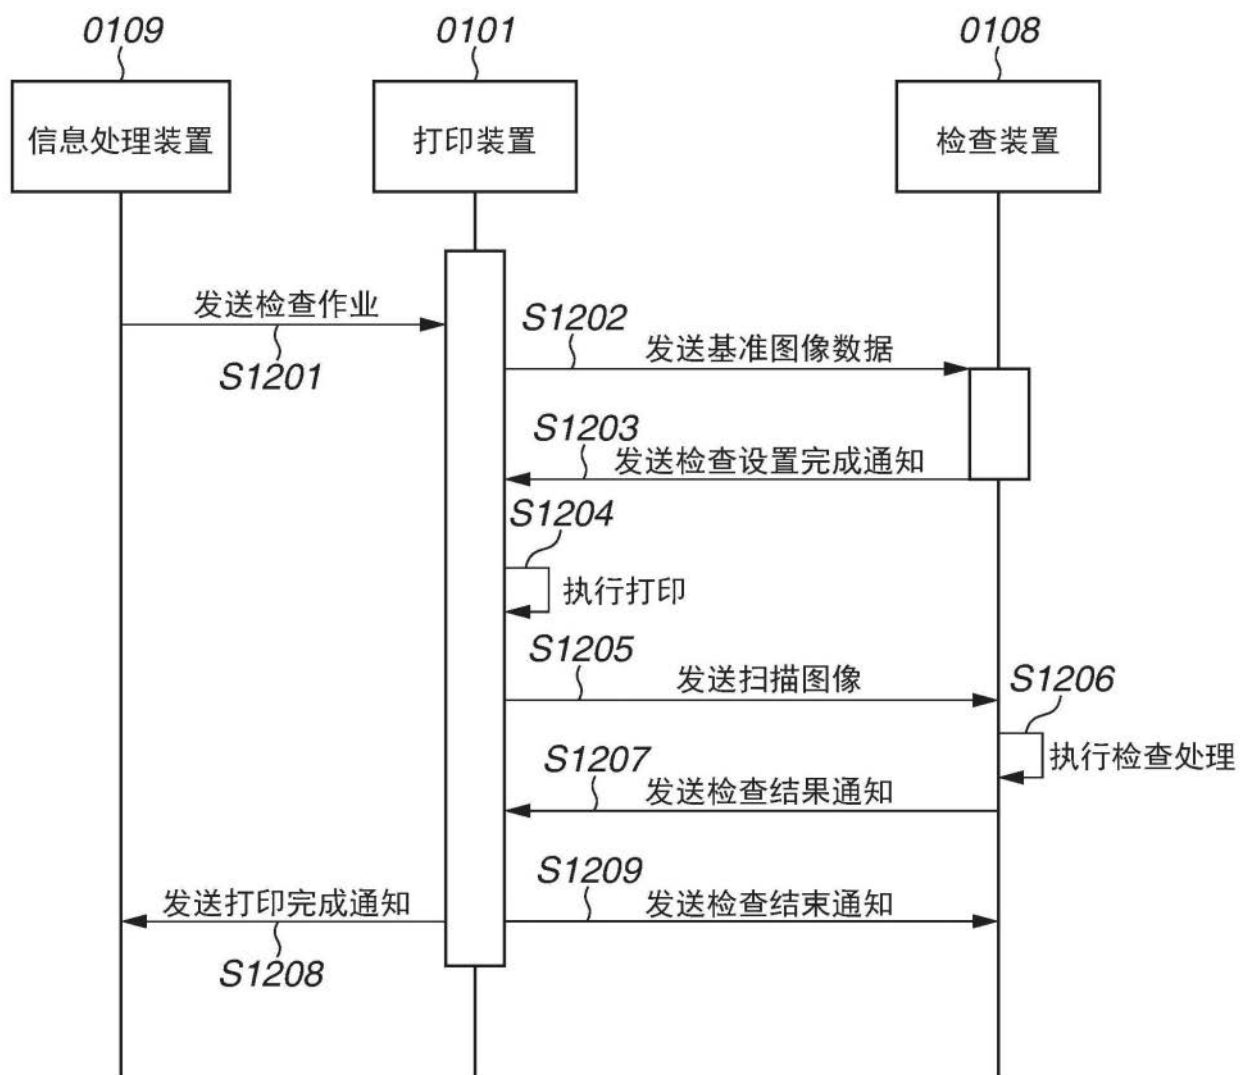 0109
0101
0108
信息处理装置
打印装置
检查装置
发送检查作业
S1201
S1202
发送基准图像数据
S1203
发送检查设置完成通知
S1204
执行打印
S1205
发送扫描图像
S1206
执行检查处理
S1207
发送检查结果通知
发送打印完成通知
S1208
S1209
发送检查结束通知